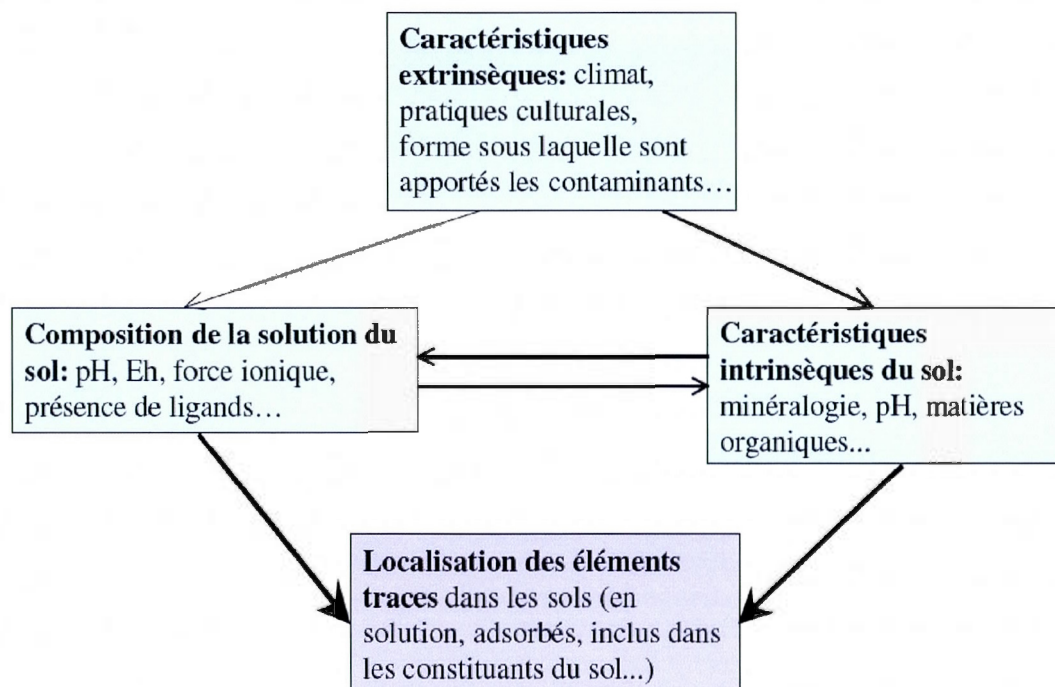 Caractéristiques
extrinsèques: climat,
pratiques culturales,
forme sous laquelle sont
apportés les contaminants…
Composition de la solution du
sol: pH, Eh, force ionique,
présence de ligands…
Caractéristiques
intrinsèques du sol:
minéralogie, pH, matières
organiques...
Localisation des éléments
traces dans les sols (en
solution, adsorbés, inclus dans
les constituants du sol...)